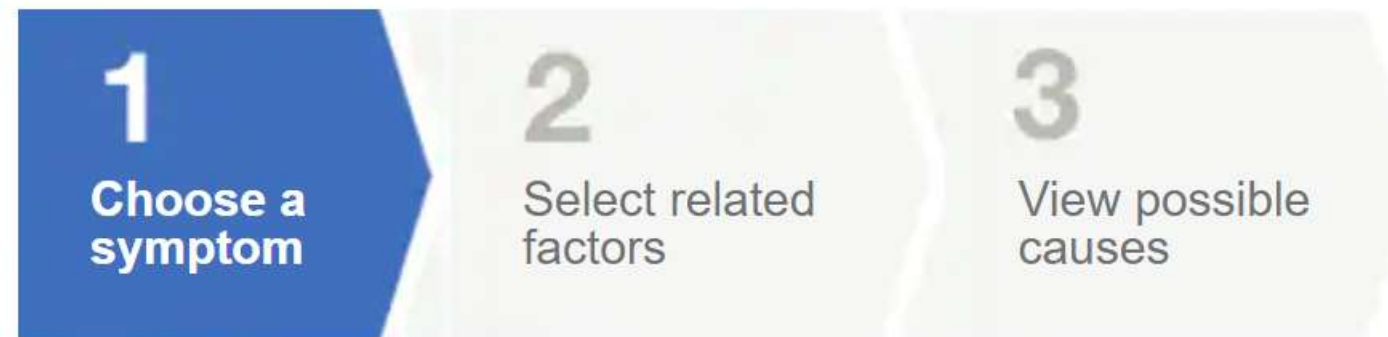 1
Choose a
symptom
2
Select related
factors
3
View possible
causes